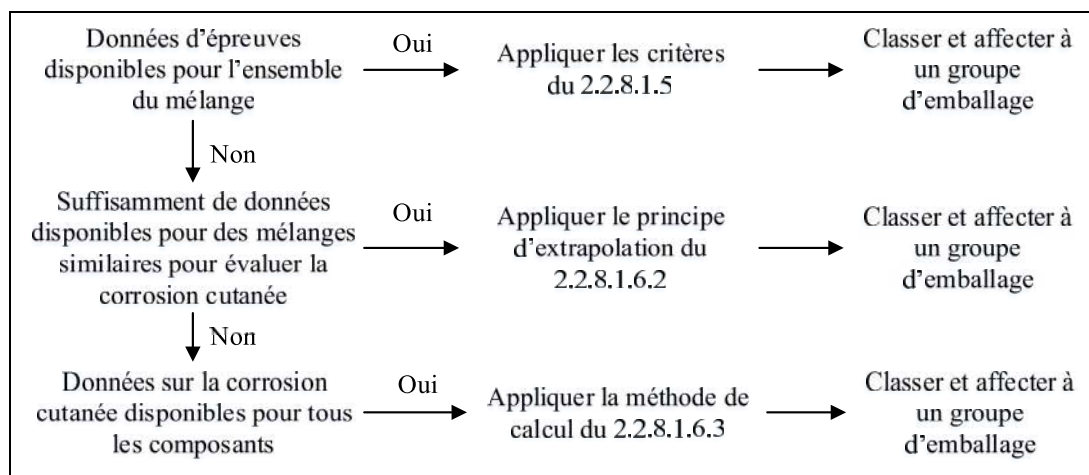 Données d'épreuves
disponibles pour l'ensemble
du mélange
Oui
Appliquer les critères
du 2.2.8.1.5
Classer et affecter à
un groupe
d'emballage
Non
Suffisamment de données
disponibles pour des mélanges
similaires pour évaluer la
corrosion cutanée
Oui
Appliquer le principe
d'extrapolation du
2.2.8.1.6.2
Classer et affecter à
un groupe
d'emballage
Non
Données sur la corrosion
cutanée disponibles pour tous
les composants
Oui
Appliquer la méthode de
calcul du 2.2.8.1.6.3
Classer et affecter à
un groupe
d'emballage